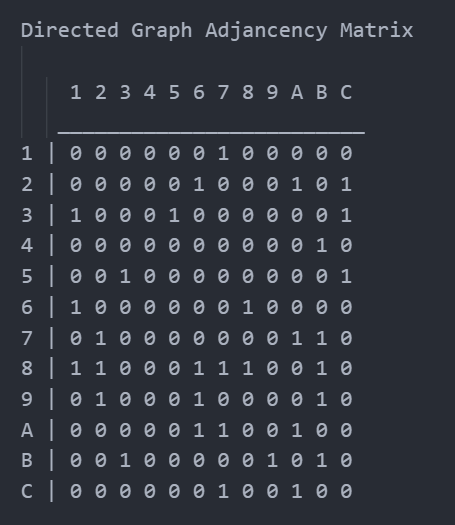 Directed Graph Adjancency Matrix
1 2 3 4 5 6 7 8 9 A B C
_________________________
1 | 0 0 0 0 0 0 1 0 0 0 0 0
2 | 0 0 0 0 0 1 0 0 0 1 0 1
3 | 1 0 0 0 1 0 0 0 0 0 0 1
4 | 0 0 0 0 0 0 0 0 0 0 1 0
5 | 0 0 1 0 0 0 0 0 0 0 0 1
6 | 1 0 0 0 0 0 0 1 0 0 0 0
7 | 0 1 0 0 0 0 0 0 0 1 1 0
8 | 1 1 0 0 0 1 1 1 0 0 1 0
9 | 0 1 0 0 0 1 0 0 0 0 1 0
A | 0 0 0 0 0 1 1 0 0 1 0 0
B | 0 0 1 0 0 0 0 0 1 0 1 0
C | 0 0 0 0 0 0 1 0 0 1 0 0